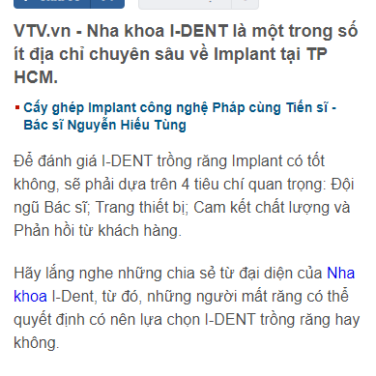 VTV.vn - Nha khoa I-DENT là một trong số
ít địa chỉ chuyên sâu về Implant tại TP
HCM.
Cấy ghép Implant công nghệ Pháp cùng Tiến sĩ -
Bác sĩ Nguyễn Hiếu Tùng
Để đánh giá I-DENT trồng răng Implant có tốt
không, sẽ phải dựa trên 4 tiêu chí quan trọng: Đội
ngũ Bác sĩ; Trang thiết bị; Cam kết chất lượng và
Phản hồi từ khách hàng.
Hãy lắng nghe những chia sẻ từ đại diện của Nha
khoa I-Dent, từ đó, những người mất răng có thể
quyết định có nên lựa chọn I-DENT trồng răng hay
không.